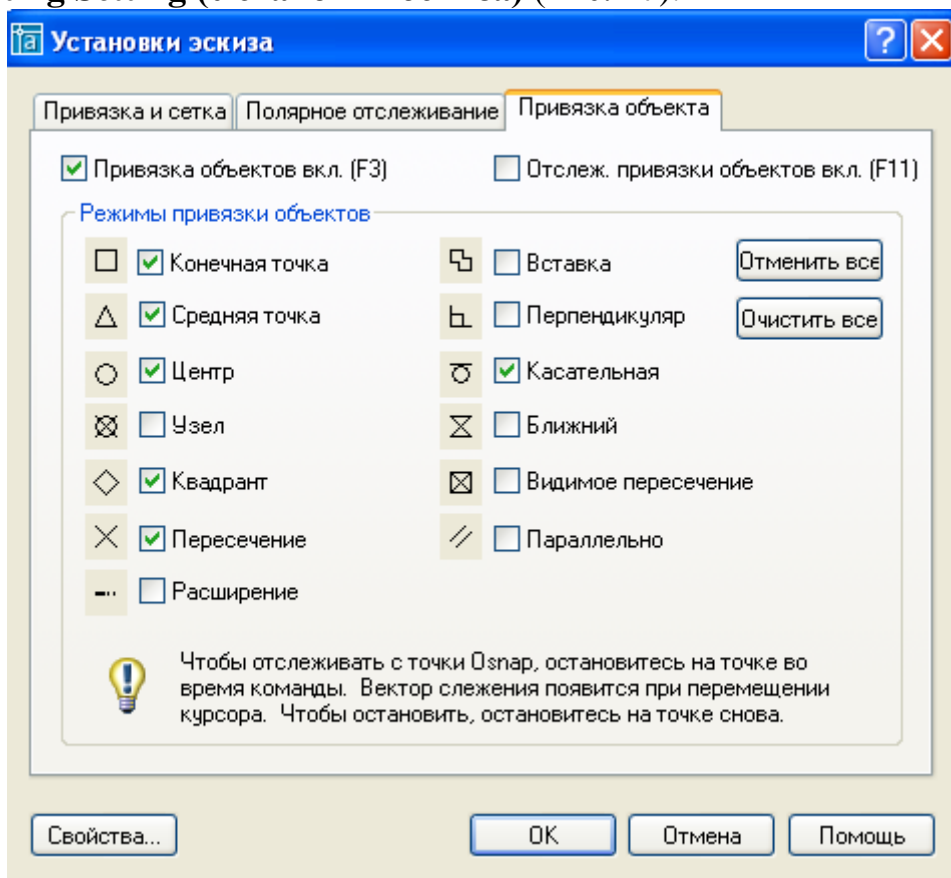 Установки эскиза
Привязка и сетка Полярное отслеживание Привязка объекта
Привязка объектов вкл. (F3) Отслеж. привязки объектов вкл. (F11)
Режимы привязки объектов
Конечная точка Вставка Отменить все
Средняя точка Перпендикуляр Очистить все
Центр Касательная
Узел Ближний
Квадрант Видимое пересечение
Пересечение Параллельно
Расширение
Чтобы отслеживать с точки Osnap, остановитесь на точке во
время команды. Вектор слежения появится при перемещении
курсора. Чтобы остановить, остановитесь на точке снова.
Свойства... OK Отмена Помощь